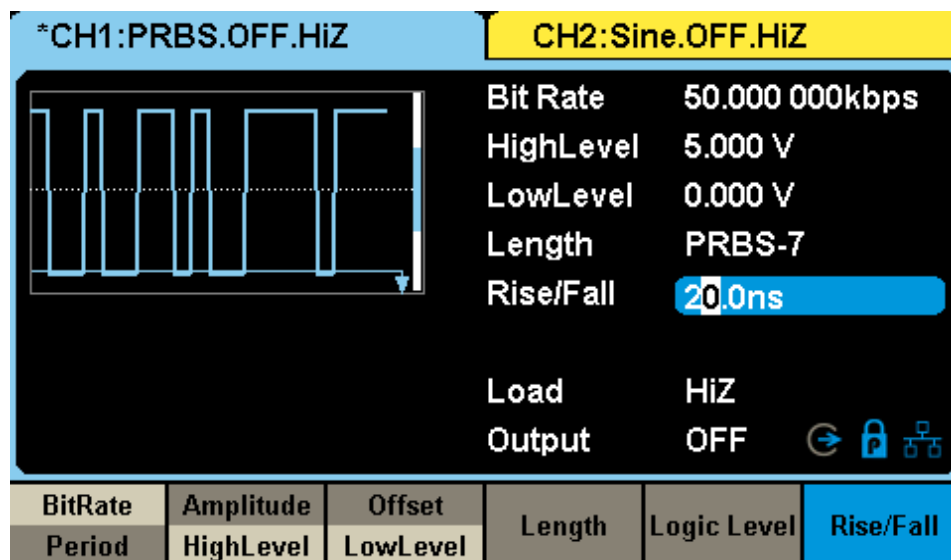 *CH1:PRBS.OFF.HiZ
CH2:Sine.OFF.HiZ
Bit Rate 50.000 000kbps
HighLevel 5.000 V
LowLevel 0.000 V
Length PRBS-7
Rise/Fall 20.0ns
Load HiZ
Output OFF
P
BitRate Amplitude Offset
Period HighLevel LowLevel
Length Logic Level Rise/Fall